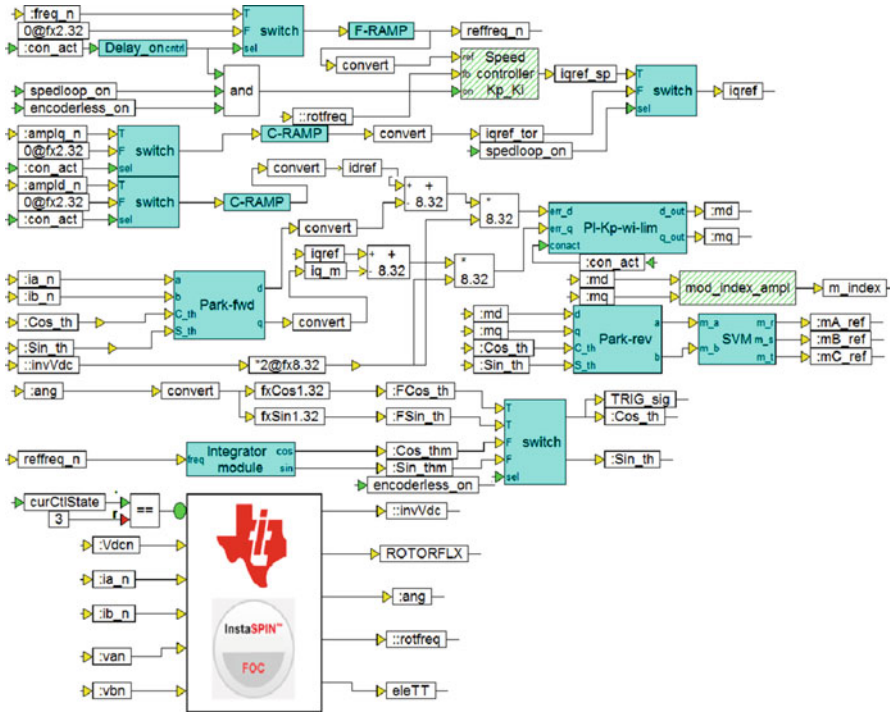 :freq_n
T
0@fx2.32
F
switch
:con_act
Delay_on
cntrl
sel
F-RAMP
reffreq_n
convert
ref
Speed
fb
controller
on
Kp_KI
spedloop_on
encoderless_on
and
::rotfreq
iqref_sp
T
F
switch
sel
iqref
:ampIq_n
T
0@fx2.32
F
switch
:con_act
sel
C-RAMP
convert
iqref_tor
spedloop_on
:ampId_n
T
0@fx2.32
F
switch
:con_act
sel
C-RAMP
convert
idref
+
+
-
8.32
*
8.32
convert
iqref
iq_m
+
+
-
8.32
*
8.32
err_d
d_out
err_q
PI-Kp-wi-lim
q_out
conact
:md
:mq
:con_act
:md
:mq
mod_index_ampl
m_index
:ia_n
a
d
:ib_n
b
Park-fwd
:Cos_th
C_th
q
:Sin_th
S_th
convert
::invVdc
*2@fx8.32
:md
d
a
:mq
q
Park-rev
:Cos_th
C_th
b
:Sin_th
S_th
m_a
m_r
m_b
SVM
m_s
m_t
:mA_ref
:mB_ref
:mC_ref
:ang
convert
fxCos1.32
:FCos_th
fxSin1.32
:FSin_th
T
T
F
switch
F
sel
TRIG_sig
:Cos_th
:Sin_th
reffreq_n
freq
Integrator
module
cos
sin
:Cos_thm
:Sin_thm
encoderless_on
curCtlState
3
r
==
:Vdcn
:ia_n
:ib_n
:van
:vbn
InstaSPIN™
FOC
::invVdc
ROTORFLX
:ang
::rotfreq
eleTT